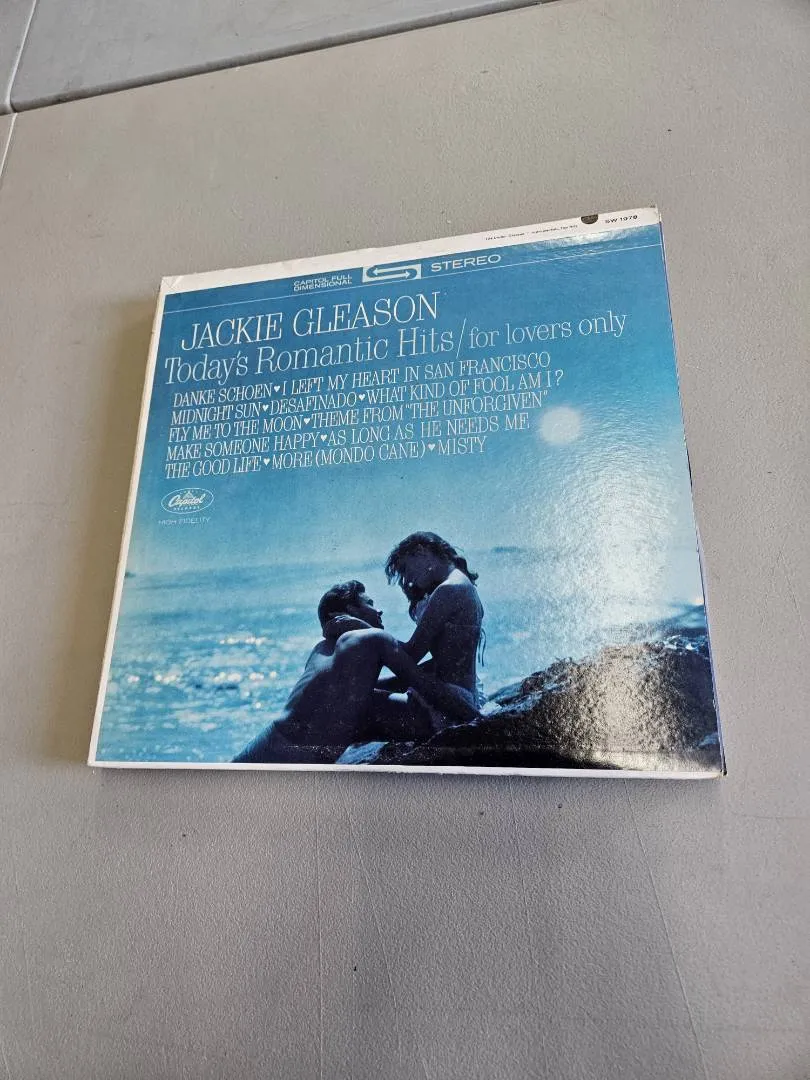 SW 1978
CAPITOL FULL
DIMENSIONAL
STEREO
JACKIE GLEASON
Today's Romantic Hits/for lovers only
DANKE SCHOEN♥I LEFT MY HEART IN SAN FRANCISCO
MIDNIGHT SUN♥DESAFINADO♥WHAT KIND OF FOOL AM I?
FLY ME TO THE MOON♥THEME FROM "THE UNFORGIVEN"
MAKE SOMEONE HAPPY♥AS LONG AS HE NEEDS ME
THE GOOD LIFE♥MORE (MONDO CANE)♥MISTY
Capitol
RECORDS
HIGH FIDELITY